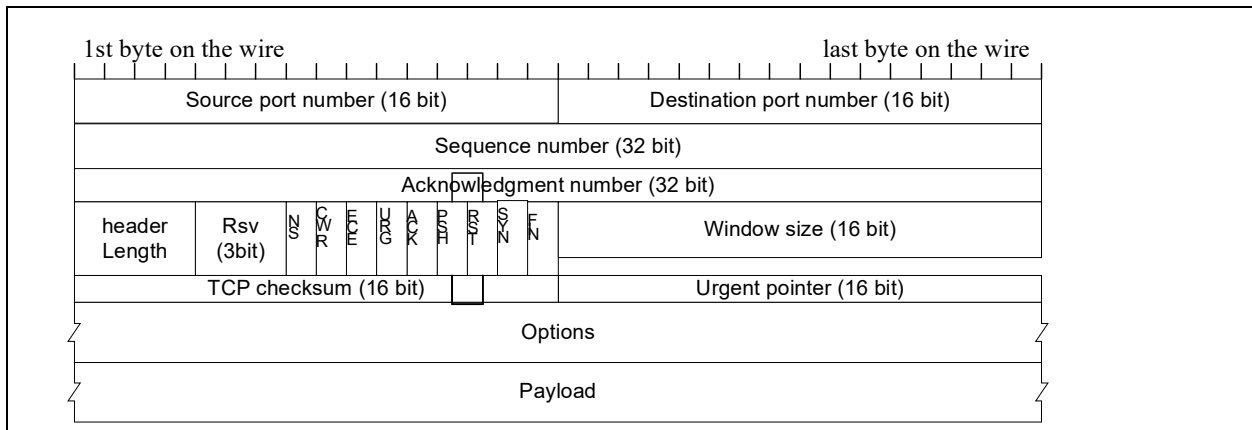 1st byte on the wire last byte on the wire
Source port number (16 bit) Destination port number (16 bit)
Sequence number (32 bit)
Acknowledgment number (32 bit)
header Length Rsv (3bit) NS CWR ECE URG ACK PSH RST SYN FN Window size (16 bit)
TCP checksum (16 bit) Urgent pointer (16 bit)
Options
Payload